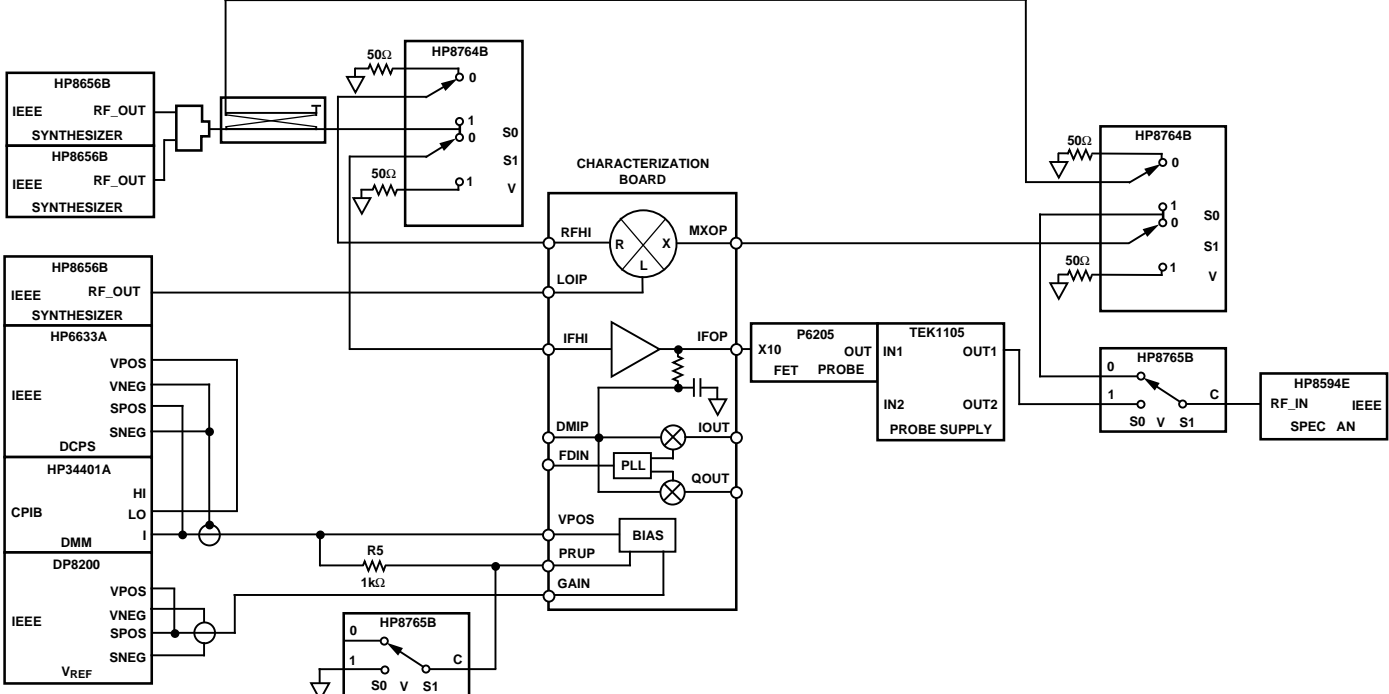 HP8656B
IEEE RF_OUT
SYNTHESIZER
HP8656B
IEEE RF_OUT
SYNTHESIZER
T
HP8764B
50Ω
0
1
0
S0
S1
50Ω
1
V
HP8764B
50Ω
0
1
0
S0
S1
50Ω
1
V
CHARACTERIZATION
BOARD
RFHI
R X
L
MXOP
LOIP
IFHI
IFOP
DMIP
IOUT
FDIN
PLL
QOUT
VPOS
BIAS
PRUP
GAIN
HP8656B
IEEE RF_OUT
SYNTHESIZER
HP6633A
VPOS
VNEG
IEEE
SPOS
SNEG
DCPS
HP34401A
HI
CPIB
LO
I
DMM
DP8200
VPOS
VNEG
IEEE
SPOS
SNEG
VREF
R5
1kΩ
P6205
X10 OUT
FET PROBE
TEK1105
IN1 OUT1
IN2 OUT2
PROBE SUPPLY
HP8765B
0
1
C
S0 V S1
HP8594E
RF_IN IEEE
SPEC AN
HP8765B
0
1
C
S0 V S1